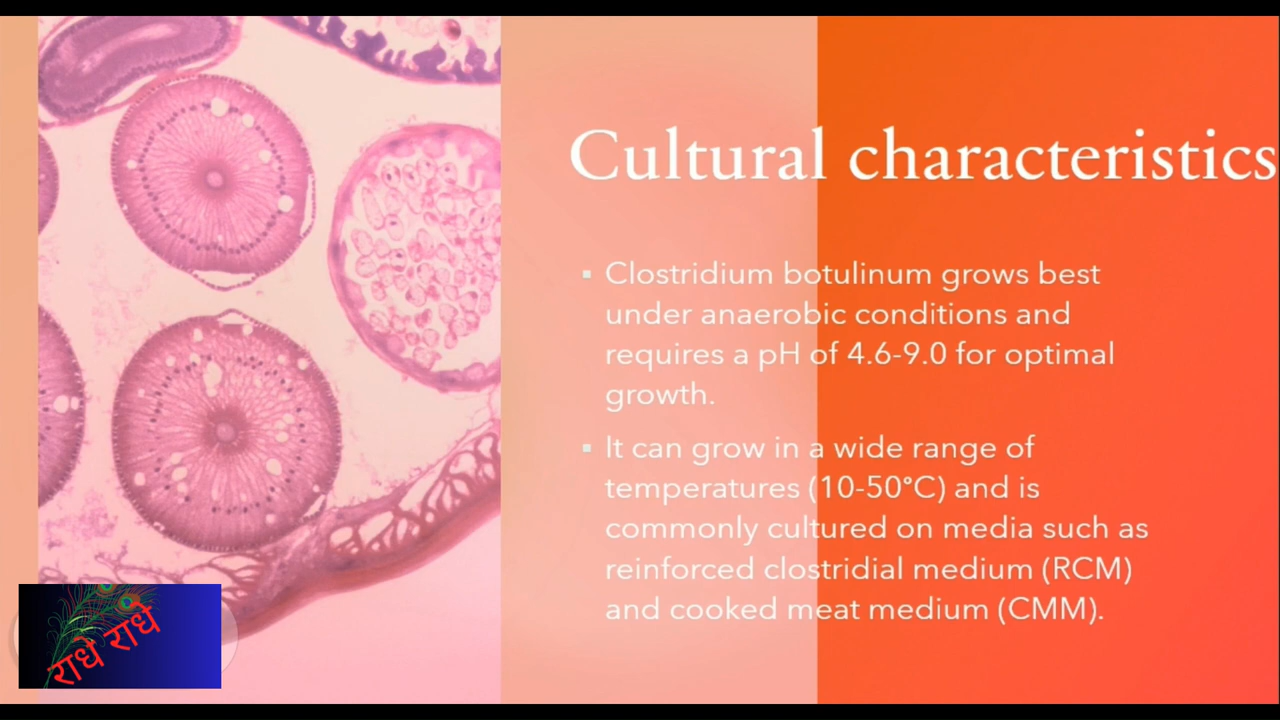 Cultural characteristics
▪ Clostridium botulinum grows best
under anaerobic conditions and
requires a pH of 4.6-9.0 for optimal
growth.
▪ It can grow in a wide range of
temperatures (10-50°C) and is
commonly cultured on media such as
reinforced clostridial medium (RCM)
and cooked meat medium (CMM).
राधे राधे